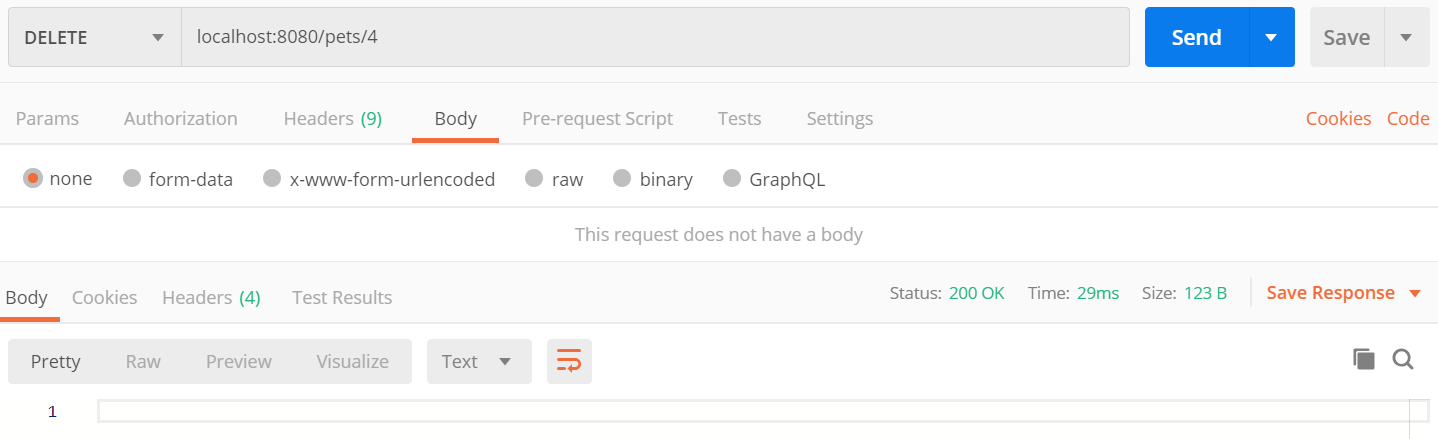 DELETE localhost:8080/pets/4 Send Save
Params Authorization Headers (9) Body Pre-request Script Tests Settings Cookies Code
none form-data x-www-form-urlencoded raw binary GraphQL
This request does not have a body
Body Cookies Headers (4) Test Results Status: 200 OK Time: 29ms Size: 123 B Save Response
Pretty Raw Preview Visualize Text
1